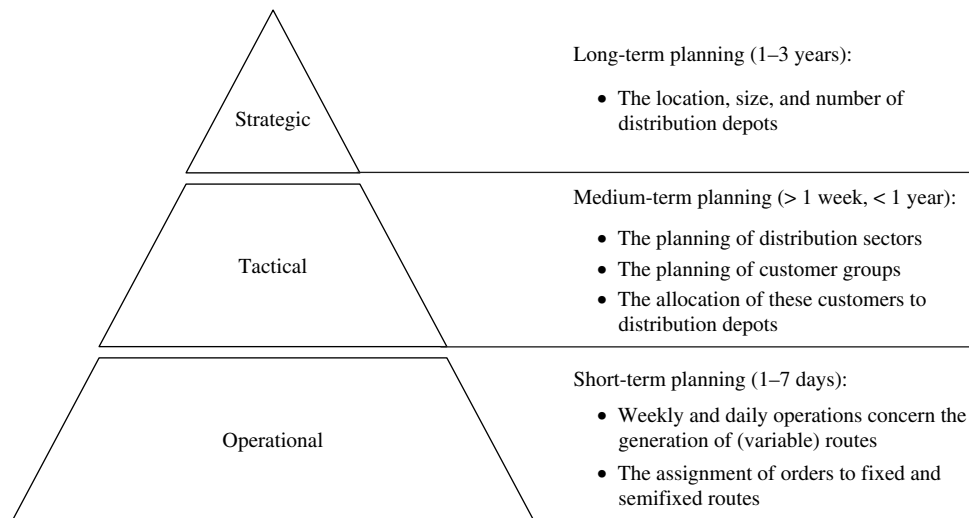 Strategic
Long-term planning (1–3 years):
• The location, size, and number of
distribution depots
Tactical
Medium-term planning (> 1 week, < 1 year):
• The planning of distribution sectors
• The planning of customer groups
• The allocation of these customers to
distribution depots
Operational
Short-term planning (1–7 days):
• Weekly and daily operations concern the
generation of (variable) routes
• The assignment of orders to fixed and
semifixed routes